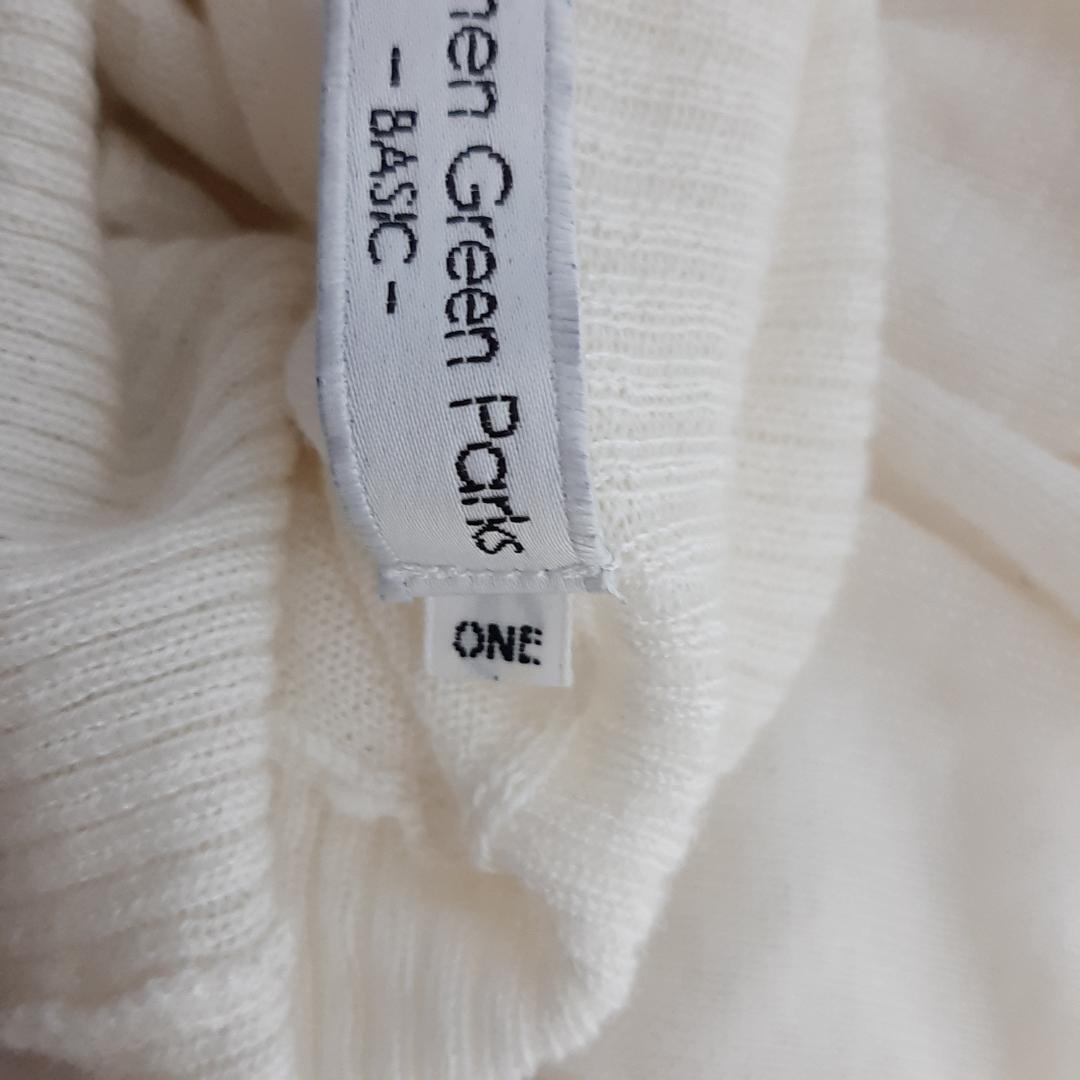 Green Parks
- BASIC -
ONE